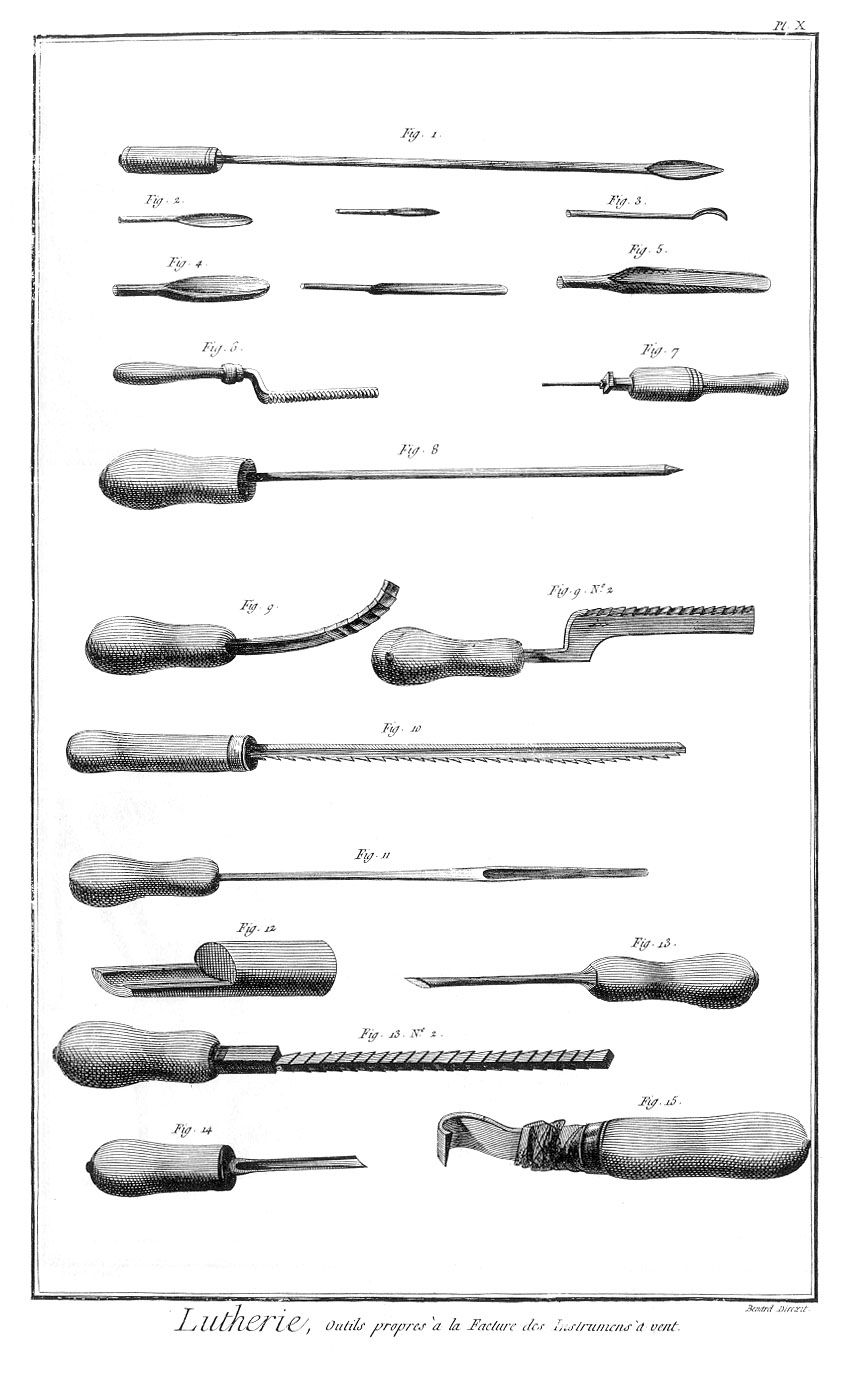 Pl. X
Fig. 1.
Fig. 2.
Fig. 3.
Fig. 4.
Fig. 5.
Fig. 6.
Fig. 7
Fig. 8
Fig. 9.
Fig. 9. N.e 2
Fig. 10
Fig. 11
Fig. 12
Fig. 13.
Fig. 13. N.e 2.
Fig. 14
Fig. 15.
Benard Direxit.
Lutherie, Outils propres à la Facture des Instrumens à vent.